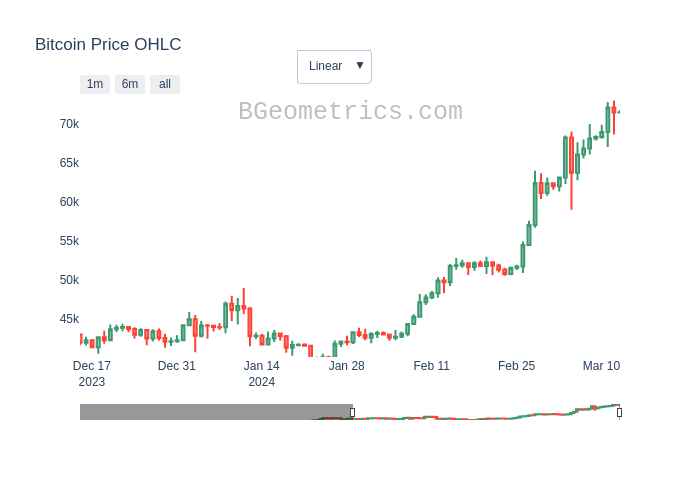 Bitcoin Price OHLC
Linear ▼
1m 6m all
BGeometrics.com
70k
65k
60k
55k
50k
45k
Dec 17 Dec 31 Jan 14 Jan 28 Feb 11 Feb 25 Mar 10
2023 2024